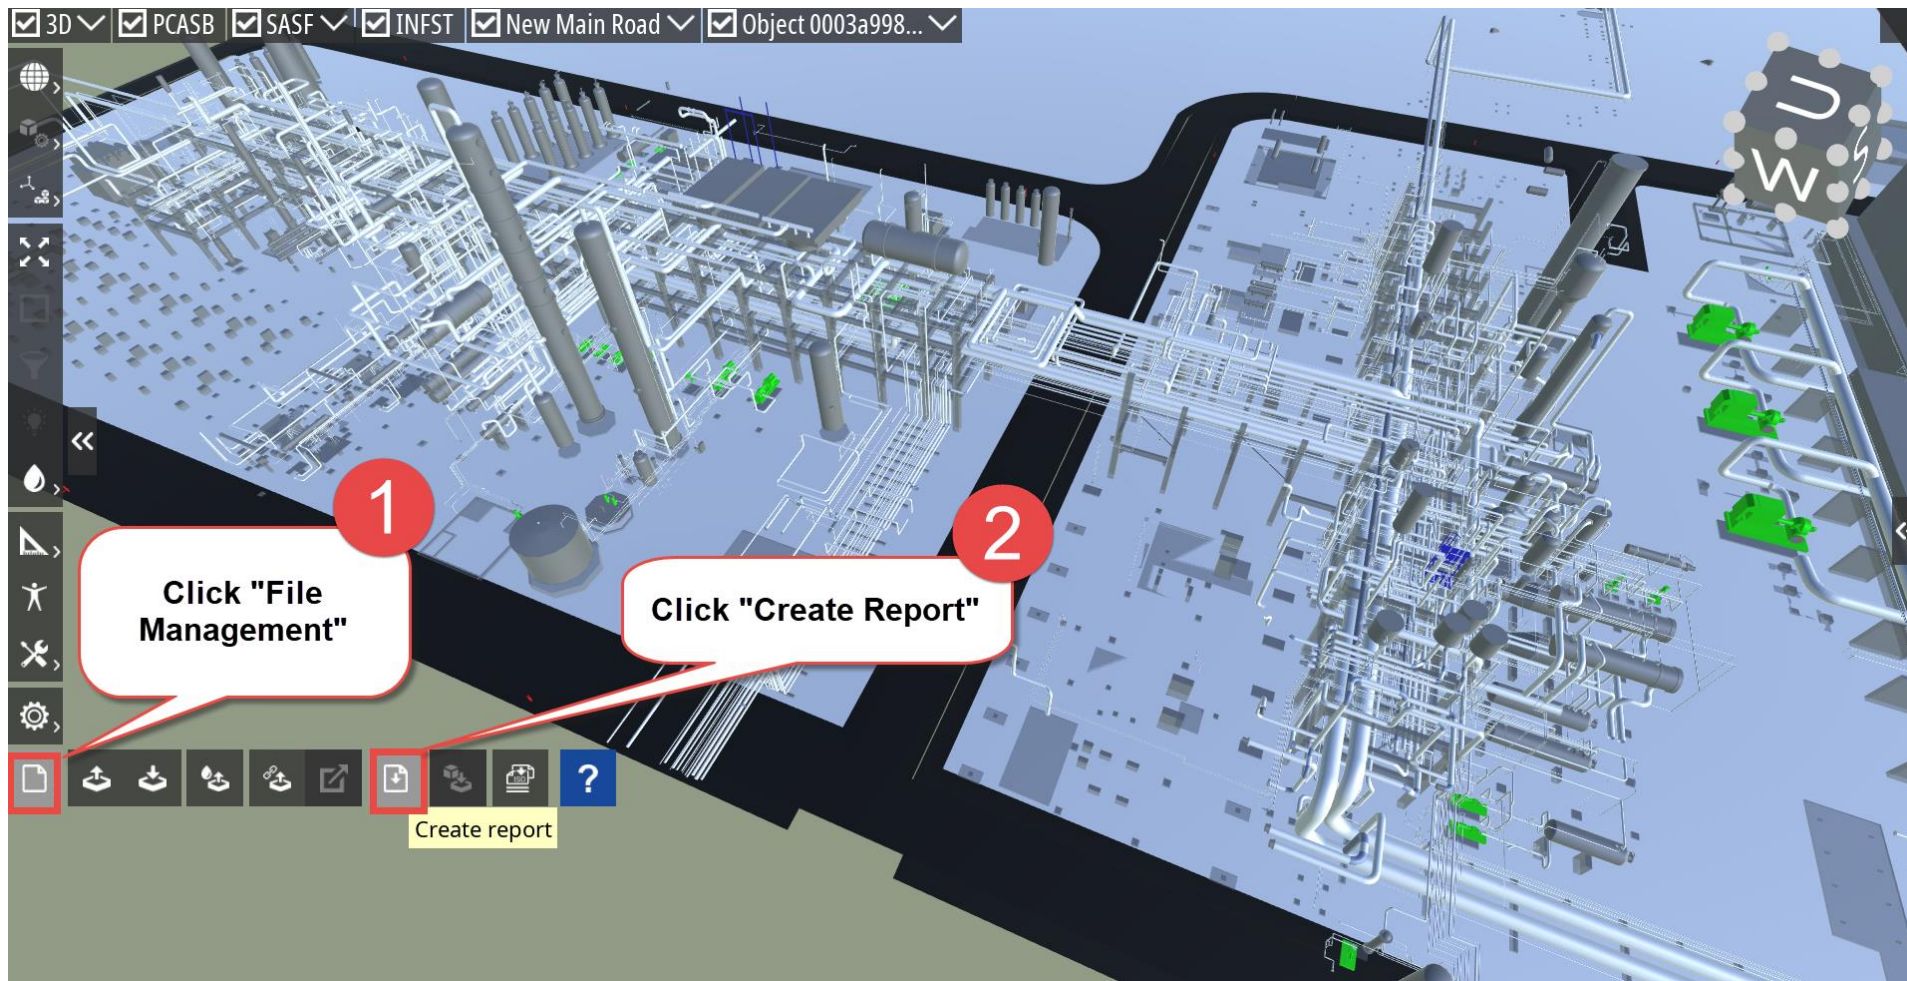 3D PCASB SASF INFST New Main Road Object 0003a998...
U
W
S
1
Click "File
Management"
2
Click "Create Report"
ISO
?
Create report